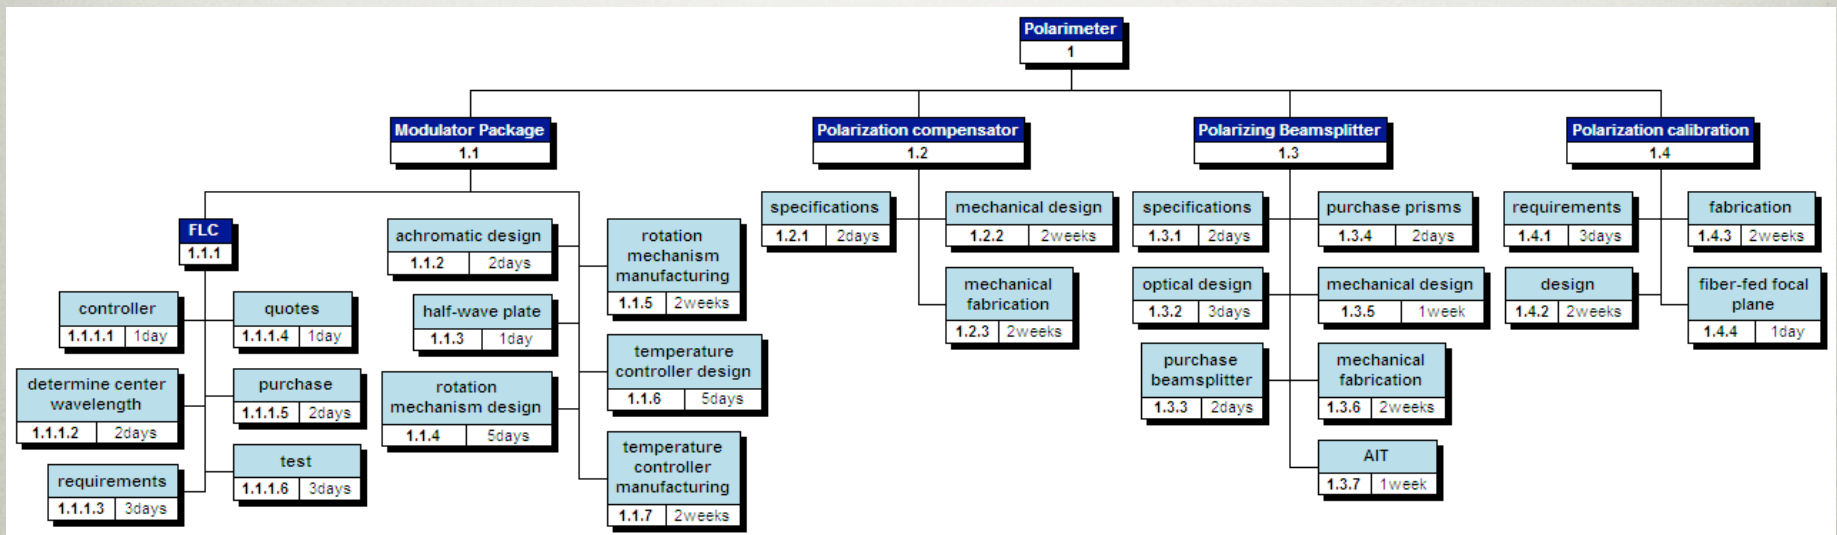 Polarimeter
1
Modulator Package
1.1
Polarization compensator
1.2
Polarizing Beamsplitter
1.3
Polarization calibration
1.4
FLC
1.1.1
controller
1.1.1.1 1day
determine center
wavelength
1.1.1.2 2days
requirements
1.1.1.3 3days
quotes
1.1.1.4 1day
purchase
1.1.1.5 2days
test
1.1.1.6 3days
achromatic design
1.1.2 2days
half-wave plate
1.1.3 1day
rotation
mechanism design
1.1.4 5days
rotation
mechanism
manufacturing
1.1.5 2weeks
temperature
controller design
1.1.6 5days
temperature
controller
manufacturing
1.1.7 2weeks
specifications
1.2.1 2days
mechanical design
1.2.2 2weeks
mechanical
fabrication
1.2.3 2weeks
specifications
1.3.1 2days
optical design
1.3.2 3days
purchase
beamsplitter
1.3.3 2days
purchase prisms
1.3.4 2days
mechanical design
1.3.5 1week
mechanical
fabrication
1.3.6 2weeks
AIT
1.3.7 1week
requirements
1.4.1 3days
design
1.4.2 2weeks
fabrication
1.4.3 2weeks
fiber-fed focal
plane
1.4.4 1day